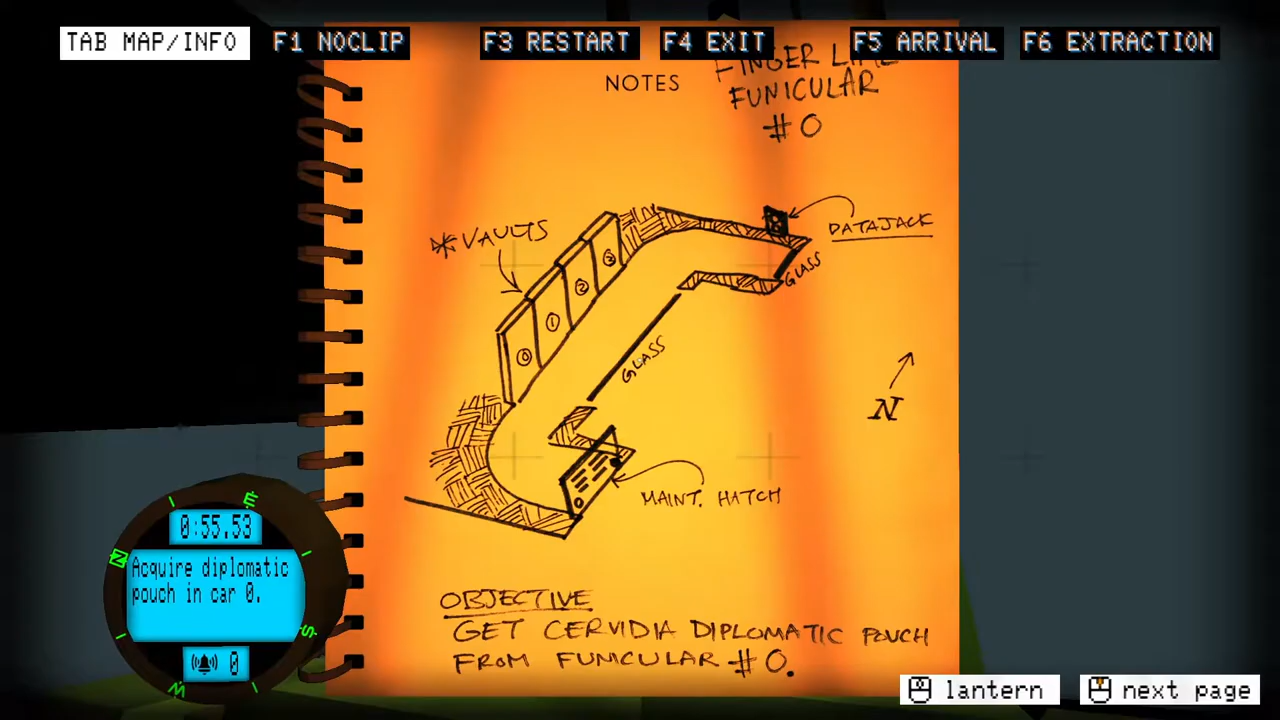 TAB MAP/INFO
F1 NOCLIP
F3 RESTART
F4 EXIT
F5 ARRIVAL
F6 EXTRACTION
NOTES
FINGER LIME
FUNICULAR
#0
*VAULTS
DATAJACK
3
2
1
0
GLASS
GLASS
N
MAINT. HATCH
OBJECTIVE
GET CERVIDIA DIPLOMATIC POUCH
FROM FUNICULAR #0.
E
N
S
W
0:55.53
Acquire diplomatic
pouch in car 0.
0
lantern
next page